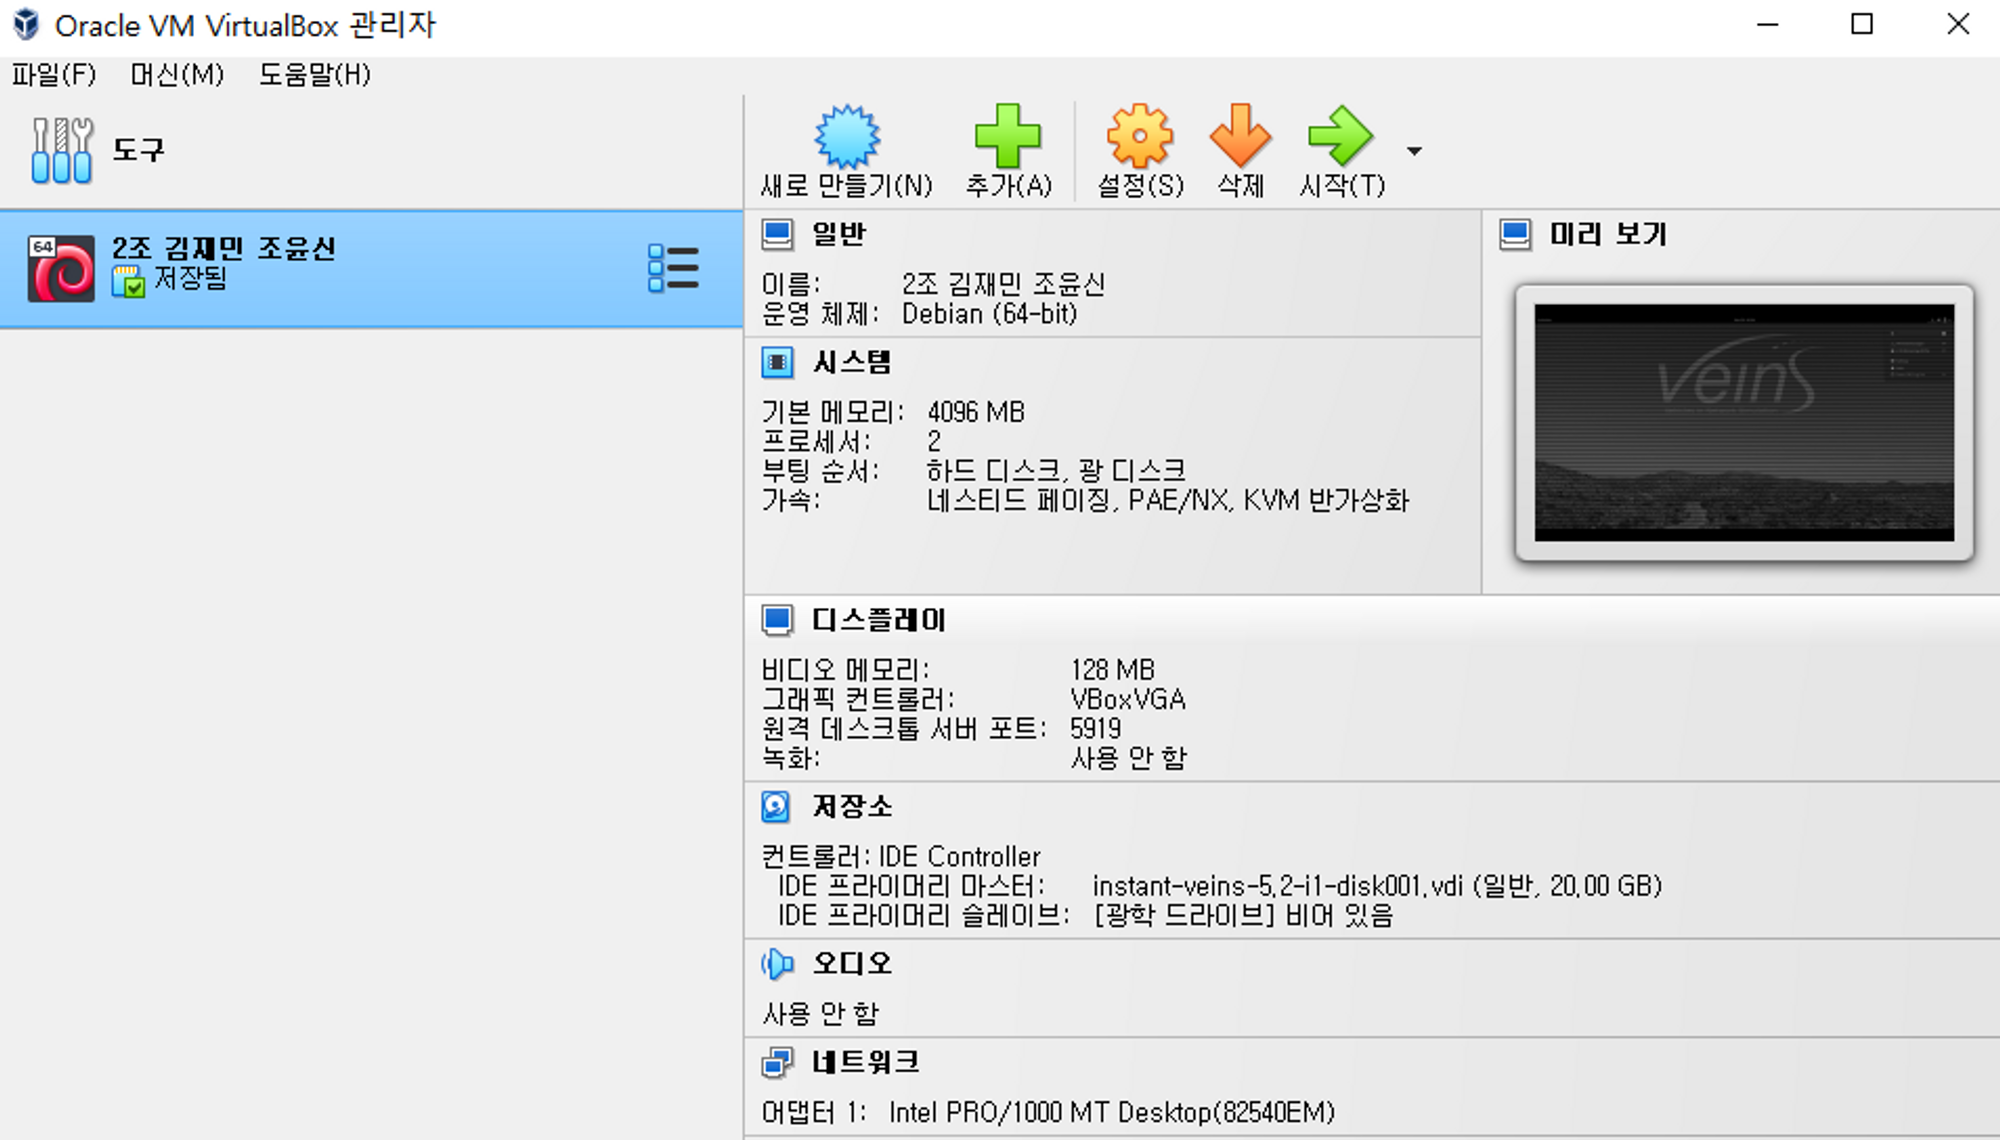 Oracle VM VirtualBox 관리자
파일(F) 머신(M) 도움말(H)
도구
새로 만들기(N) 추가(A) 설정(S) 삭제 시작(T)
64
2조 김재민 조윤신
저장됨
일반
이름: 2조 김재민 조윤신
운영 체제: Debian (64-bit)
미리 보기
veins
시스템
기본 메모리: 4096 MB
프로세서: 2
부팅 순서: 하드 디스크, 광 디스크
가속: 네스티드 페이징, PAE/NX, KVM 반가상화
디스플레이
비디오 메모리: 128 MB
그래픽 컨트롤러: VBoxVGA
원격 데스크톱 서버 포트: 5919
녹화: 사용 안 함
저장소
컨트롤러: IDE Controller
IDE 프라이머리 마스터: instant-veins-5.2-i1-disk001.vdi (일반, 20.00 GB)
IDE 프라이머리 슬레이브: [광학 드라이브] 비어 있음
오디오
사용 안 함
네트워크
어댑터 1: Intel PRO/1000 MT Desktop(82540EM)